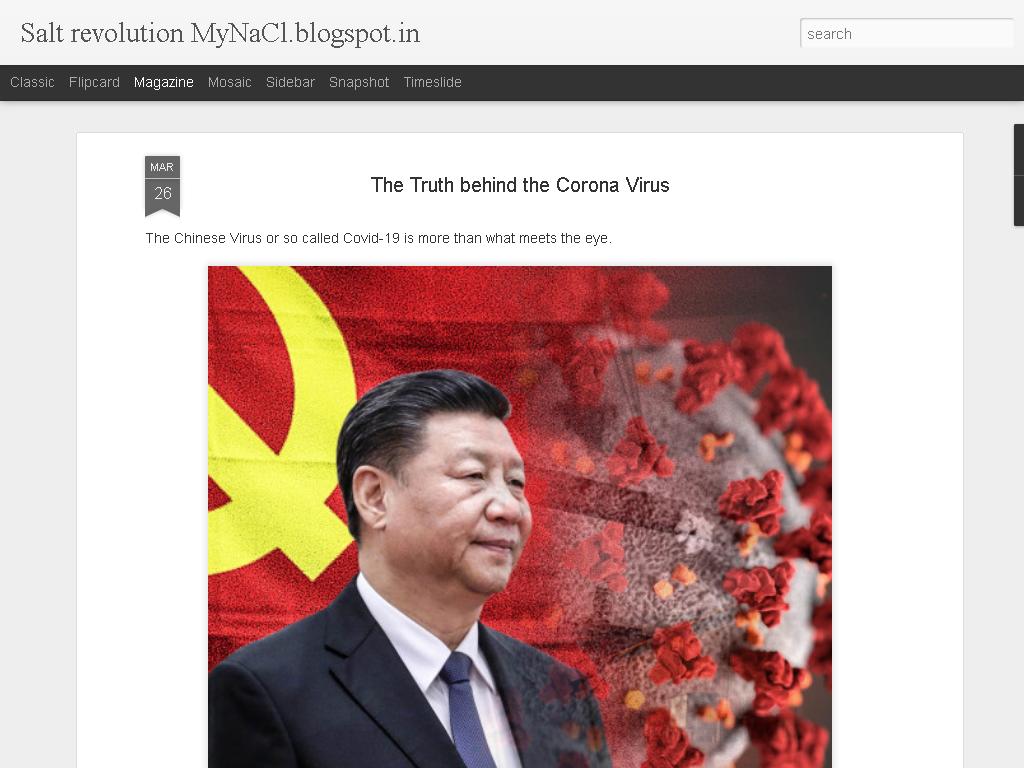 Salt revolution MyNaCl.blogspot.in
search
Classic Flipcard Magazine Mosaic Sidebar Snapshot Timeslide
MAR
26
The Truth behind the Corona Virus
The Chinese Virus or so called Covid-19 is more than what meets the eye.